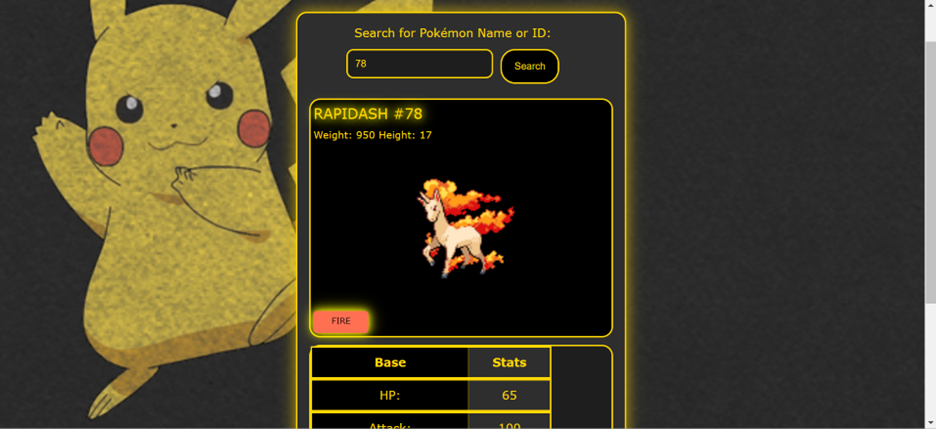 Search for Pokémon Name or ID:
78 Search
RAPIDASH #78
Weight: 950 Height: 17
FIRE
Base Stats
HP: 65
Attack: 100